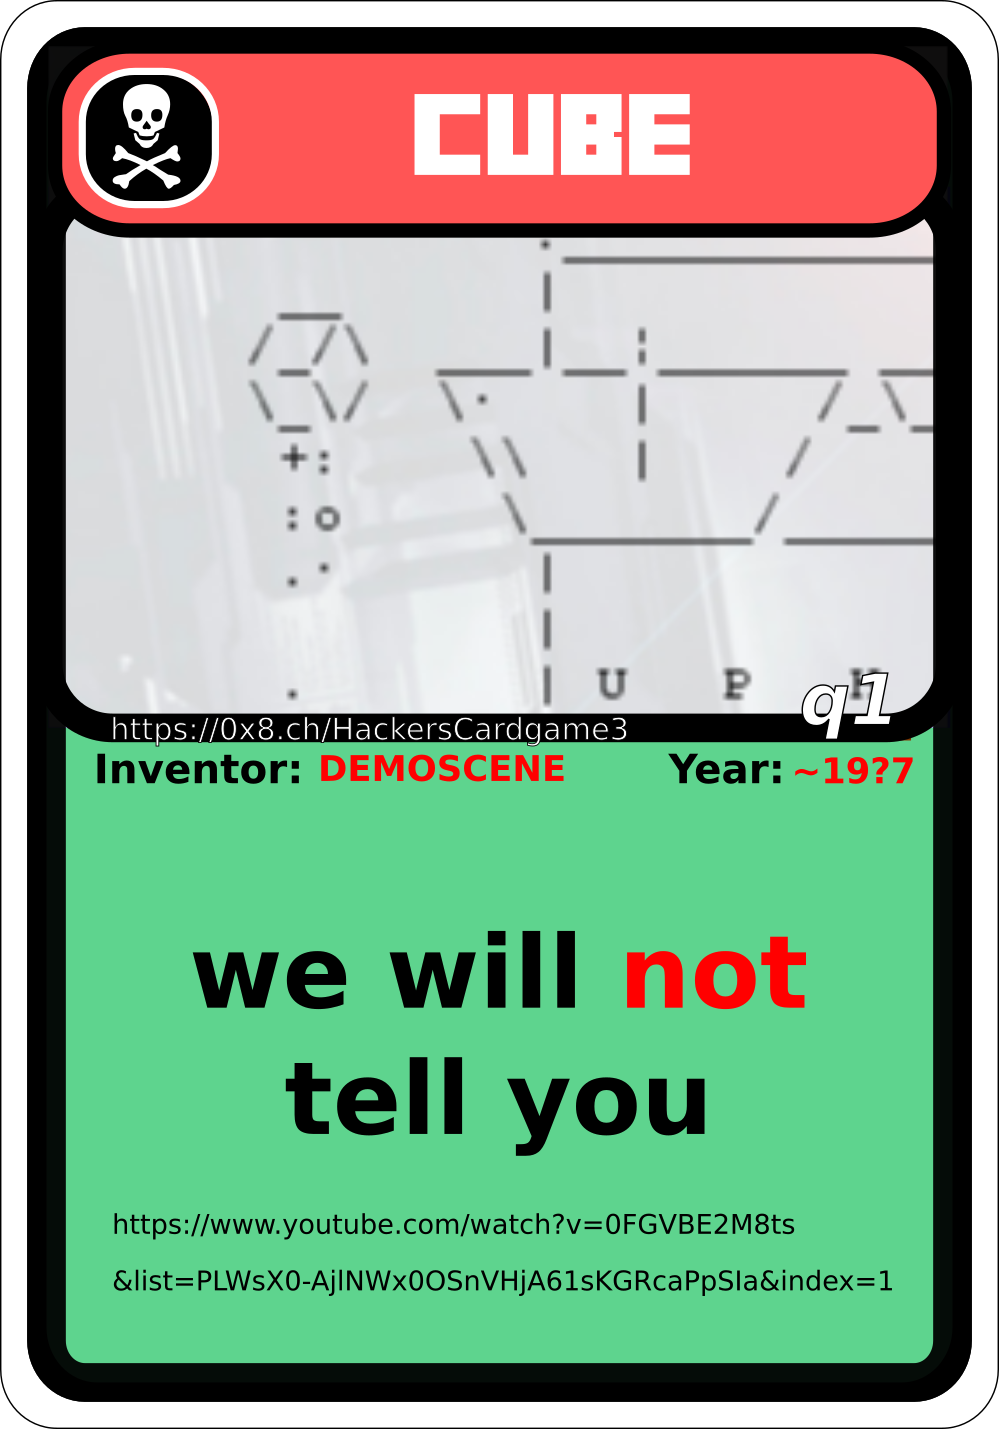 CUBE
U P
q1
https://0x8.ch/HackersCardgame3
Inventor: DEMOSCENE Year: ~19?7
we will not
tell you
https://www.youtube.com/watch?v=0FGVBE2M8ts
&list=PLWsX0-AjlNWx0OSnVHjA61sKGRcaPpSIa&index=1